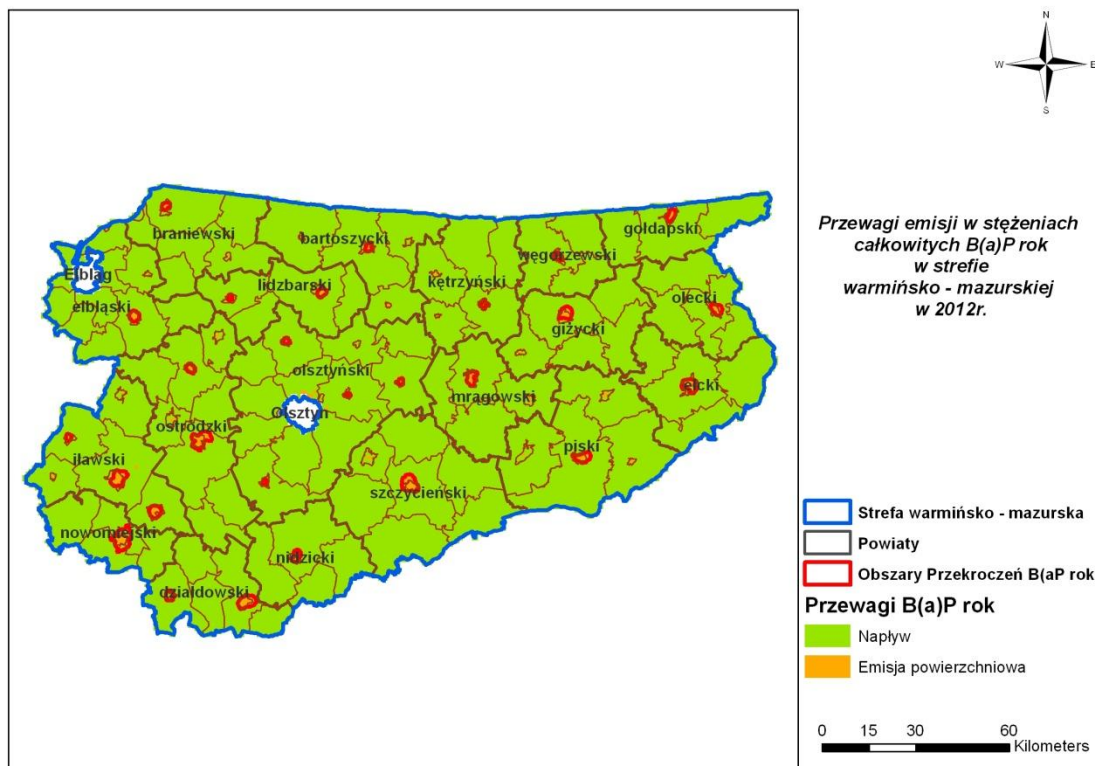 N
W E
S
Przewagi emisji w stężeniach
całkowitych B(a)P rok
w strefie
warmińsko - mazurskiej
w 2012r.
gołdapski
braniewski
bartoszycki
węgorzewski
Elbląg
lidzbarski
kętrzyński
olecki
elbląski
giżycki
olsztyński
ełcki
mrągowski
Olsztyn
ostródzki
piski
iławski
szczycieński
nowomiejski
nidzicki
działdowski
Strefa warmińsko - mazurska
Powiaty
Obszary Przekroczeń B(aP rok
Przewagi B(a)P rok
Napływ
Emisja powierzchniowa
0 15 30 60
Kilometers